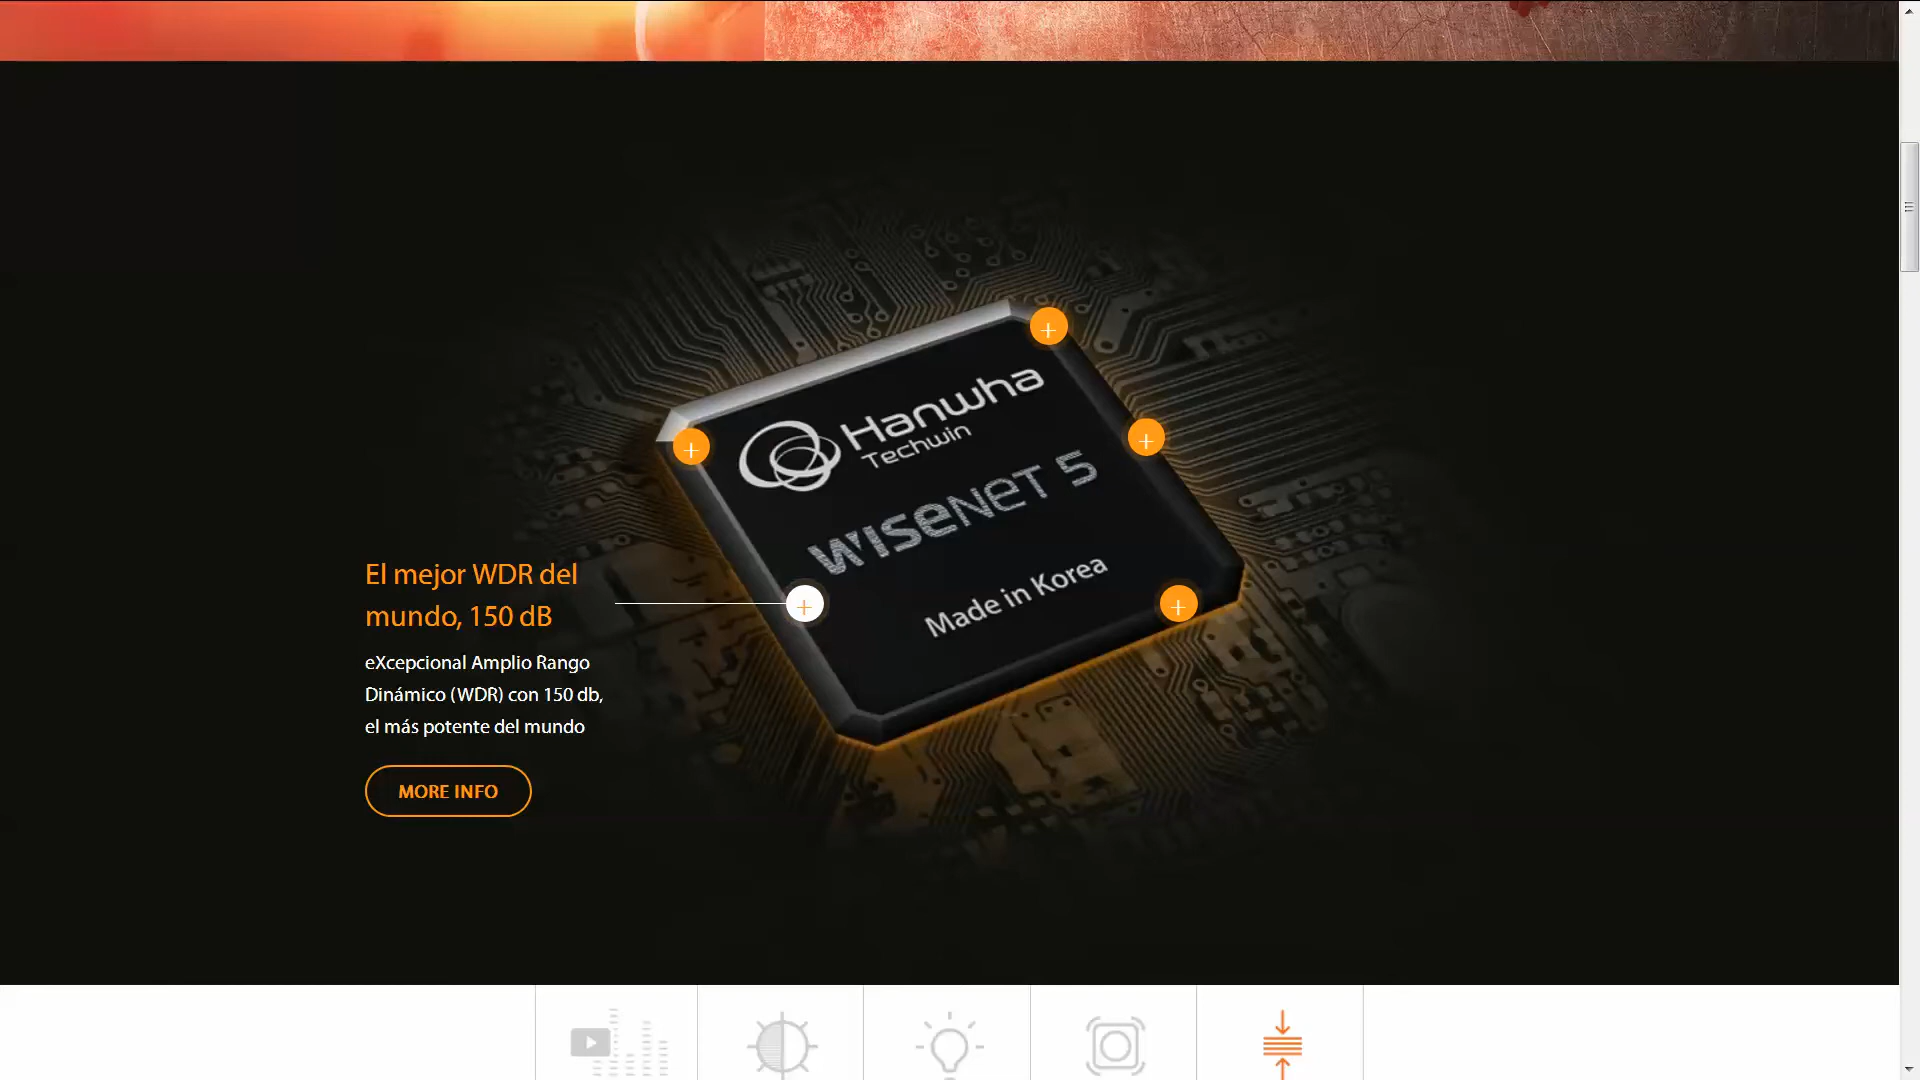 Hanwha
Techwin
WISENET 5
Made in Korea
El mejor WDR del
mundo, 150 dB
eXcepcional Amplio Rango
Dinámico (WDR) con 150 db,
el más potente del mundo
MORE INFO